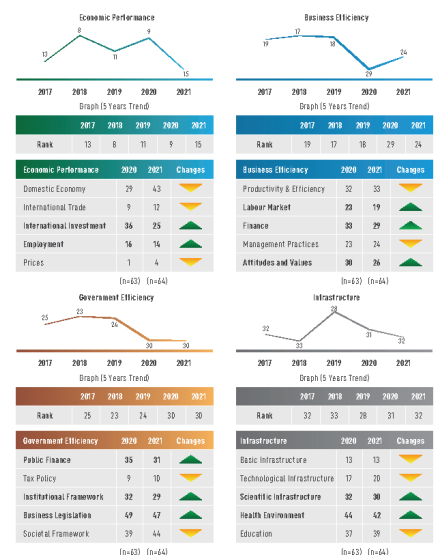 Economic Performance
13 8 11 9 15
2017 2018 2019 2020 2021
Graph (5 Years Trend)
2017 2018 2019 2020 2021
Rank 13 8 11 9 15
Economic Performance 2020 2021 Changes
Domestic Economy 29 43
International Trade 9 12
International Investment 36 25
Employment 16 14
Prices 1 4
(n=63) (n=64)
Business Efficiency
19 17 18 29 24
2017 2018 2019 2020 2021
Graph (5 Years Trend)
2017 2018 2019 2020 2021
Rank 19 17 18 29 24
Business Efficiency 2020 2021 Changes
Productivity & Efficiency 32 33
Labour Market 23 19
Finance 33 29
Management Practices 23 24
Attitudes and Values 30 26
(n=63) (n=64)
Government Efficiency
25 23 24 30 30
2017 2018 2019 2020 2021
Graph (5 Years Trend)
2017 2018 2019 2020 2021
Rank 25 23 24 30 30
Government Efficiency 2020 2021 Changes
Public Finance 35 31
Tax Policy 9 10
Institutional Framework 32 29
Business Legislation 49 47
Societal Framework 39 44
(n=63) (n=64)
Infrastructure
32 33 28 31 32
2017 2018 2019 2020 2021
Graph (5 Years Trend)
2017 2018 2019 2020 2021
Rank 32 33 28 31 32
Infrastructure 2020 2021 Changes
Basic Infrastructure 13 13
Technological Infrastructure 17 20
Scientific Infrastructure 32 30
Health Environment 44 42
Education 37 39
(n=63) (n=64)